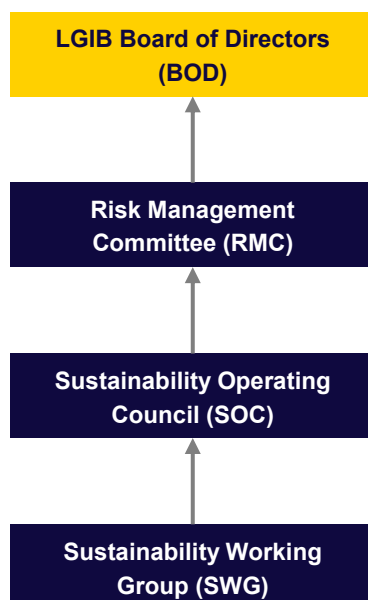 LGIB Board of Directors
(BOD)
Risk Management
Committee (RMC)
Sustainability Operating
Council (SOC)
Sustainability Working
Group (SWG)